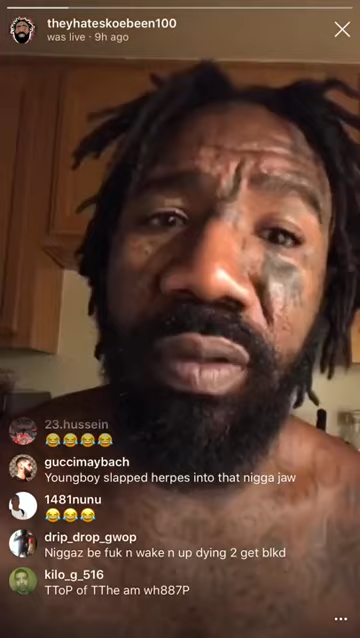 theyhateskoebeen100
was live · 9h ago
23.hussein
😂😂😂😂
guccimaybach
Youngboy slapped herpes into that nigga jaw
1481nunu
😂😂😂
drip_drop_gwop
Niggaz be fuk n wake n up dying 2 get blkd
kilo_g_516
TToP of TThe am wh887P